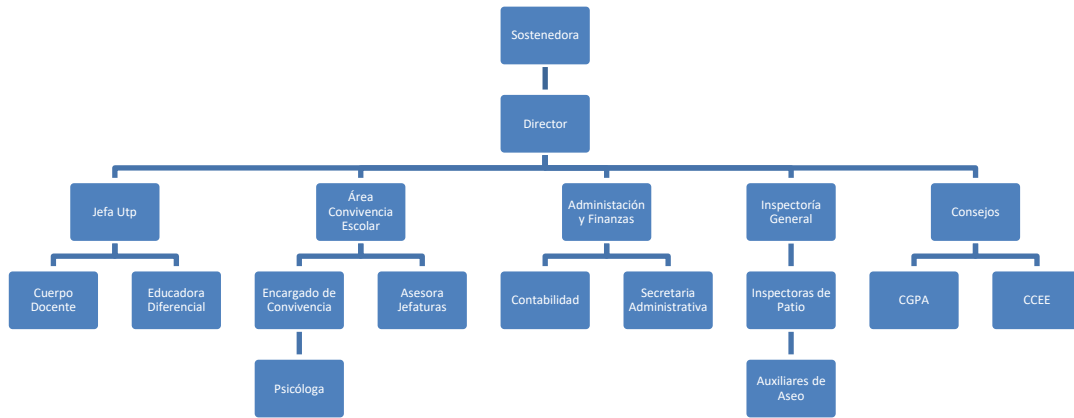 Sostenedora
Director
Jefa Utp
Área
Convivencia
Escolar
Administación
y Finanzas
Inspectoría
General
Consejos
Cuerpo
Docente
Educadora
Diferencial
Encargado de
Convivencia
Asesora
Jefaturas
Contabilidad
Secretaria
Administrativa
Inspectoras de
Patio
CGPA
CCEE
Psicóloga
Auxiliares de
Aseo